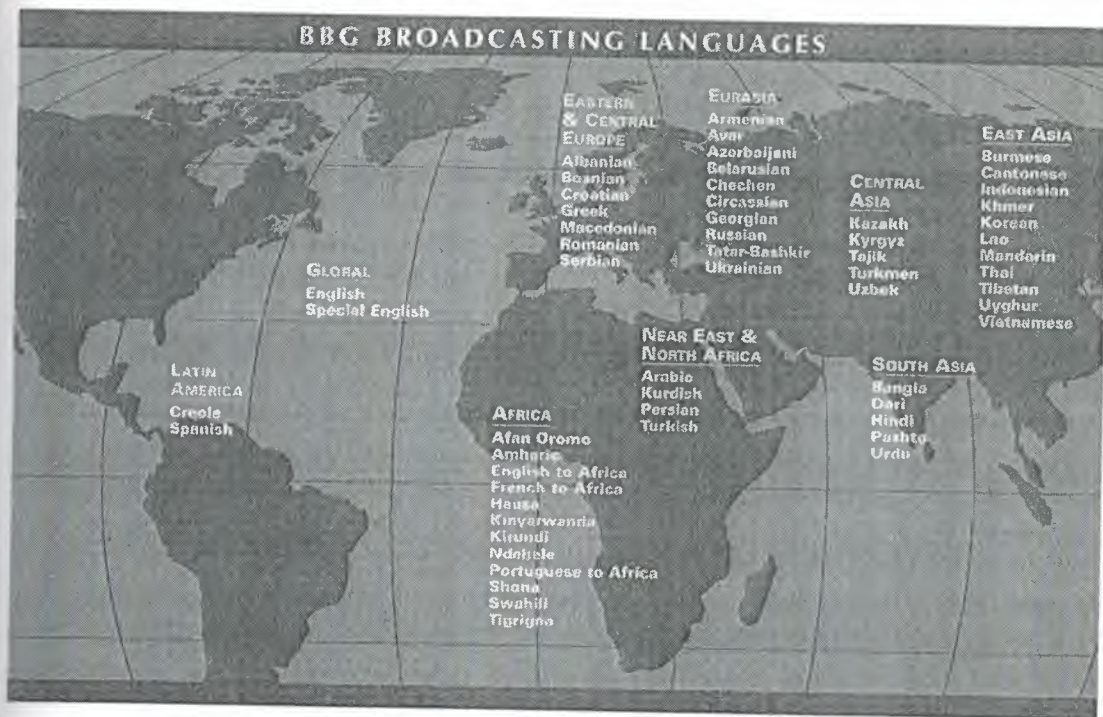 BBG BROADCASTING LANGUAGES
GLOBAL
English
Special English
LATIN
AMERICA
Creole
Spanish
EASTERN
& CENTRAL
EUROPE
Albanian
Bosnian
Croatian
Greek
Macedonian
Romanian
Serbian
EURASIA
Armenian
Avar
Azerbaijani
Belarusian
Chechen
Circassian
Georgian
Russian
Tatar-Bashkir
Ukrainian
CENTRAL
ASIA
Kazakh
Kyrgyz
Tajik
Turkmen
Uzbek
EAST ASIA
Burmese
Cantonese
Indonesian
Khmer
Korean
Lao
Mandarin
Thai
Tibetan
Uyghur
Vietnamese
NEAR EAST &
NORTH AFRICA
Arabic
Kurdish
Persian
Turkish
SOUTH ASIA
Bangla
Dari
Hindi
Pashto
Urdu
AFRICA
Afan Oromo
Amharic
English to Africa
French to Africa
Hausa
Kinyarwanda
Kirundi
Ndebele
Portuguese to Africa
Shona
Swahili
Tigrigna